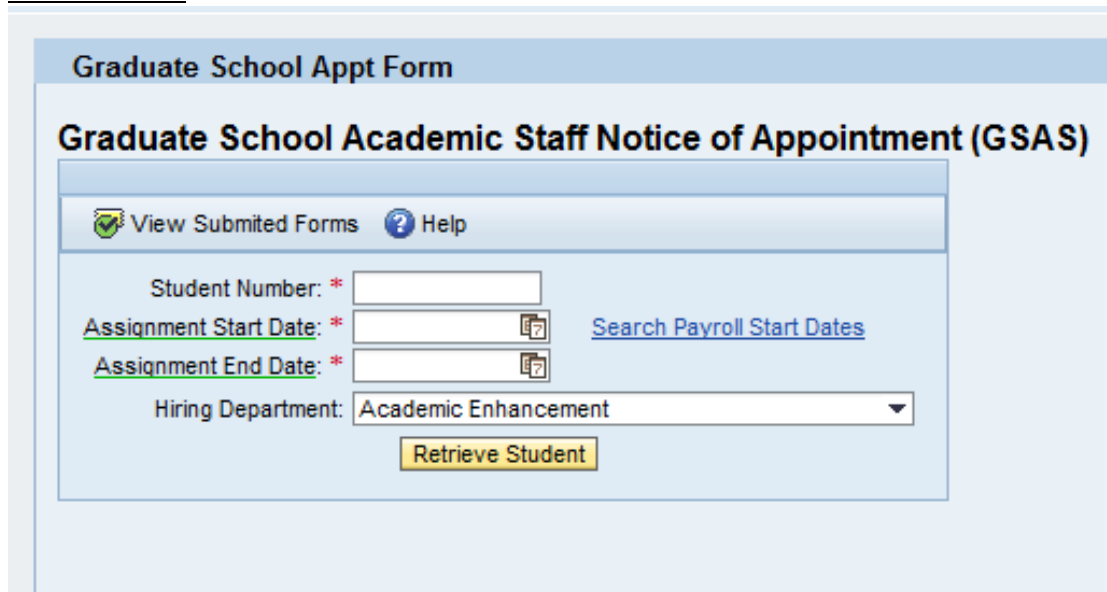 Graduate School Appt Form
Graduate School Academic Staff Notice of Appointment (GSAS)
View Submited Forms Help
Student Number: *
Assignment Start Date: * Search Payroll Start Dates
Assignment End Date: *
Hiring Department: Academic Enhancement
Retrieve Student